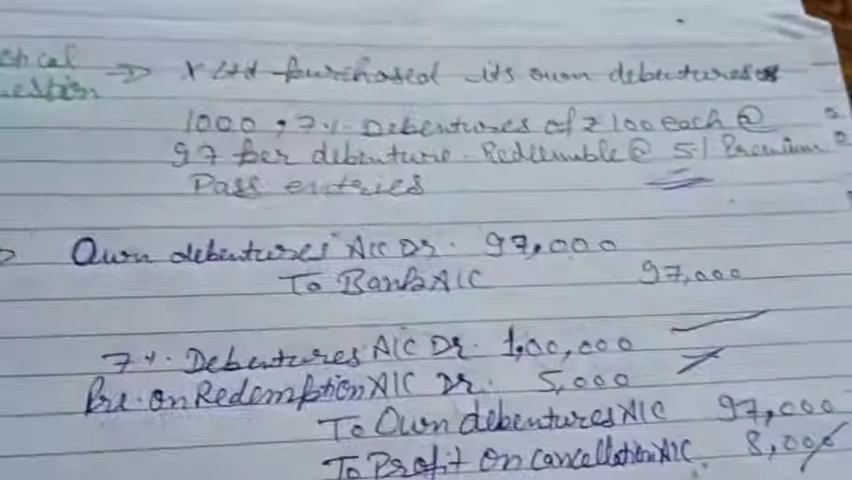 ⇒ X Ltd purchased its own debentures
1000, 7% Debentures of ₹ 100 each @
97 per debenture. Redeemable @ 5% Premium
Pass enteries
Own debentures A/c Dr. 97,000
To Bank A/C 97,000
7%. Debentures A/C Dr. 1,00,000
Pre. on Redemption A/C Dr. 5,000
To Own debentures A/C 97,000
To Profit on Cancellation A/C. 8,000